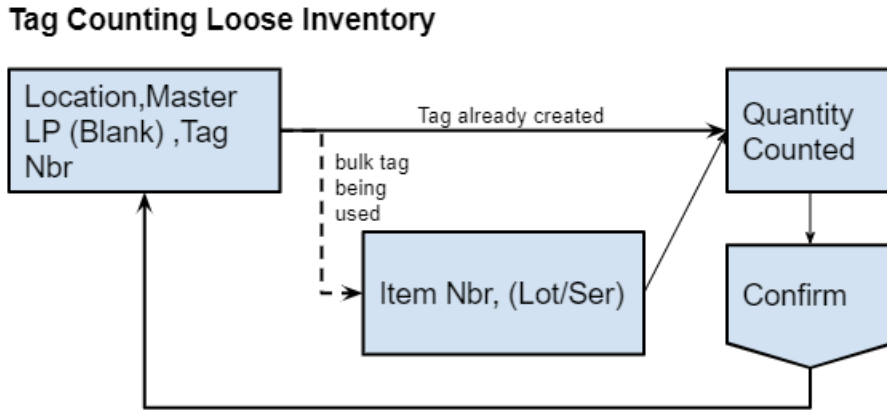 Tag Counting Loose Inventory
Location,Master
LP (Blank) ,Tag
Nbr
Tag already created
Quantity
Counted
bulk tag
being
used
Item Nbr, (Lot/Ser)
Confirm